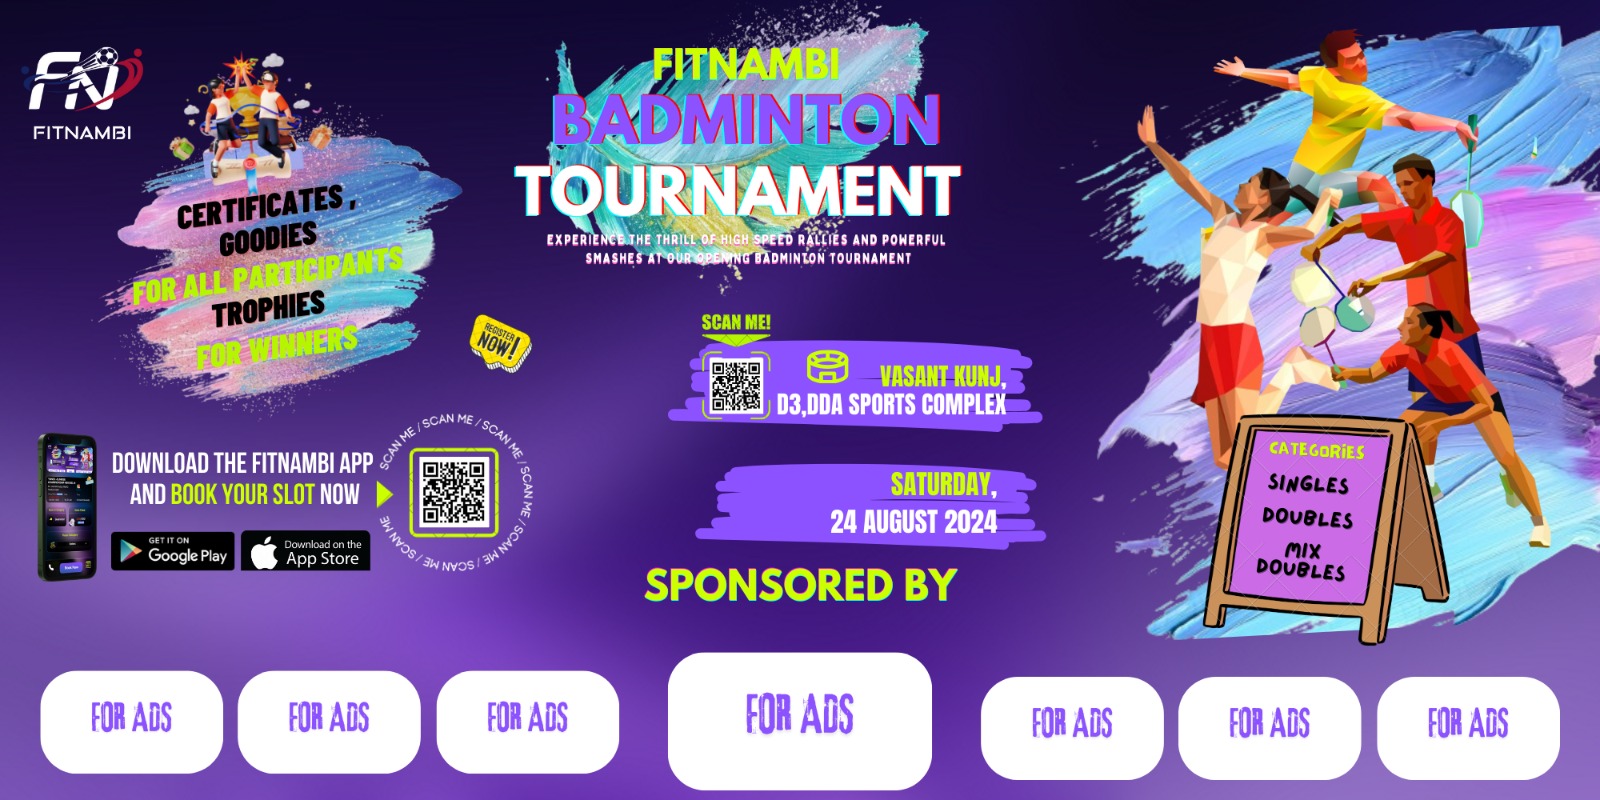 FN
FITNAMBI
CERTIFICATES ,
GOODIES
FOR ALL PARTICIPANTS
TROPHIES
FOR WINNERS
FITNAMBI
BADMINTON
TOURNAMENT
EXPERIENCE THE THRILL OF HIGH SPEED RALLIES AND POWERFUL
SMASHES AT OUR OPENING BADMINTON TOURNAMENT
REGISTER
NOW!
SCAN ME!
VASANT KUNJ,
D3,DDA SPORTS COMPLEX
SATURDAY,
24 AUGUST 2024
DOWNLOAD THE FITNAMBI APP
AND BOOK YOUR SLOT NOW
GET IT ON
Google Play
Download on the
App Store
SCAN ME / SCAN ME / SCAN ME / SCAN ME / SCAN ME / SCAN ME / SCAN ME
CATEGORIES
SINGLES
DOUBLES
MIX
DOUBLES
SPONSORED BY
FOR ADS
FOR ADS
FOR ADS
FOR ADS
FOR ADS
FOR ADS
FOR ADS